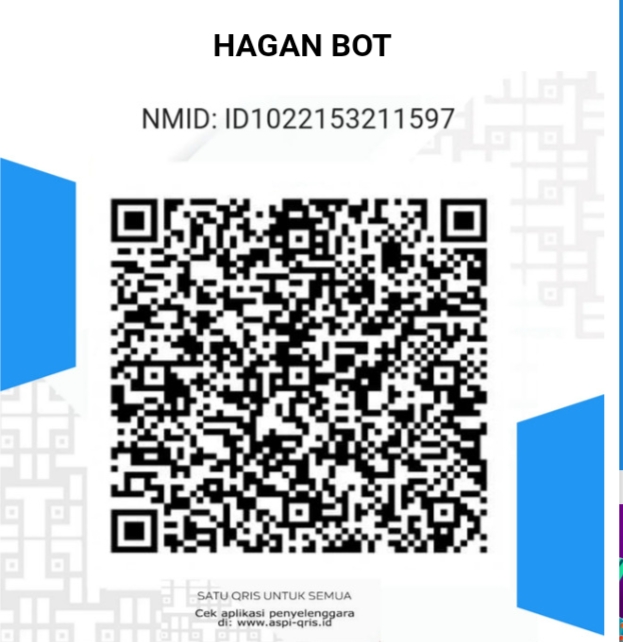 HAGAN BOT
NMID: ID1022153211597
SATU QRIS UNTUK SEMUA
Cek aplikasi penyelenggara
di: www.aspi-qris.id